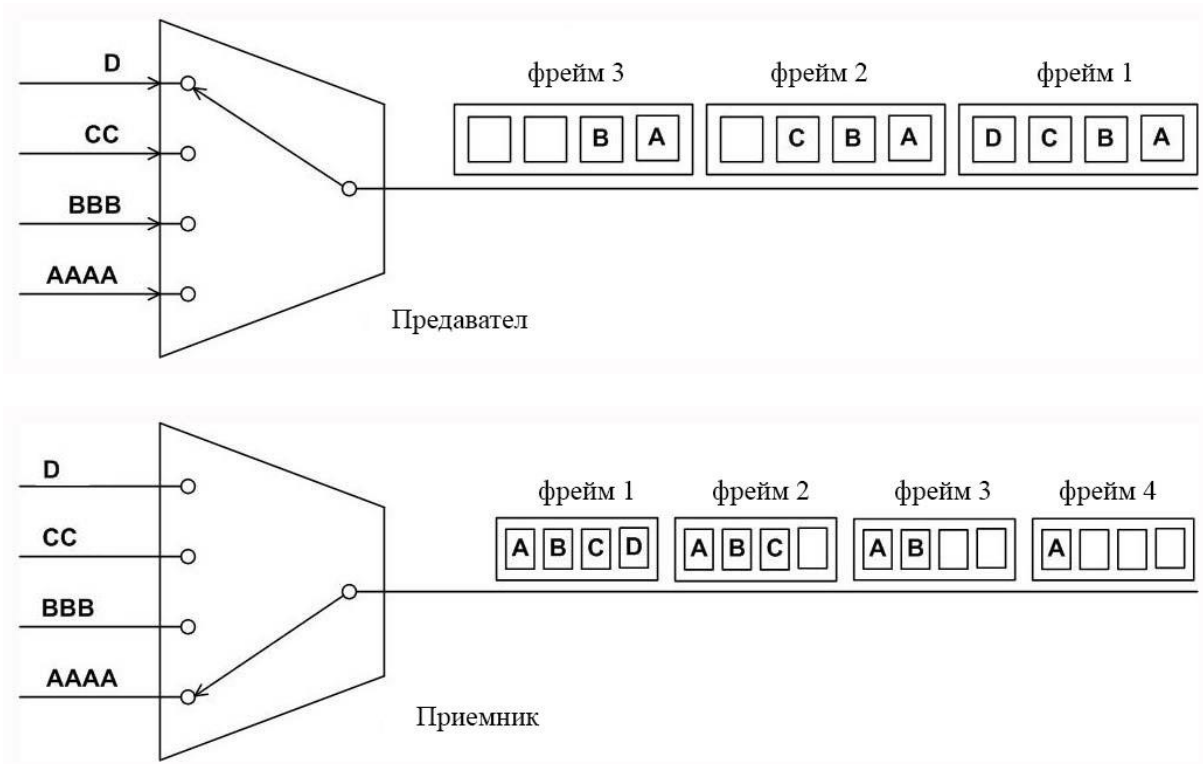 D
CC
BBB
AAAA
фрейм 3 фрейм 2 фрейм 1
B A C B A D C B A
Предавател
D
CC
BBB
AAAA
фрейм 1 фрейм 2 фрейм 3 фрейм 4
A B C D A B C A B A
Приемник